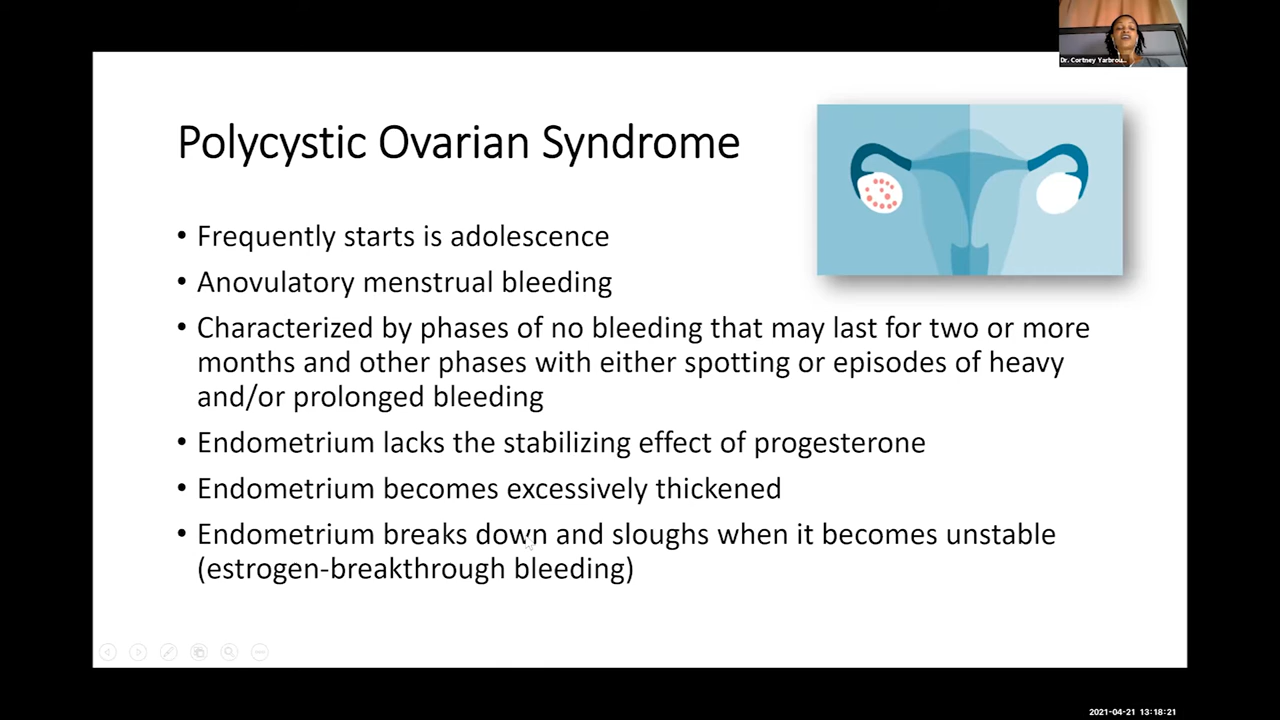 Dr. Cortney Yarbrou...
Polycystic Ovarian Syndrome
• Frequently starts is adolescence
• Anovulatory menstrual bleeding
• Characterized by phases of no bleeding that may last for two or more
months and other phases with either spotting or episodes of heavy
and/or prolonged bleeding
• Endometrium lacks the stabilizing effect of progesterone
• Endometrium becomes excessively thickened
• Endometrium breaks down and sloughs when it becomes unstable
(estrogen-breakthrough bleeding)
2021-04-21 13:18:21